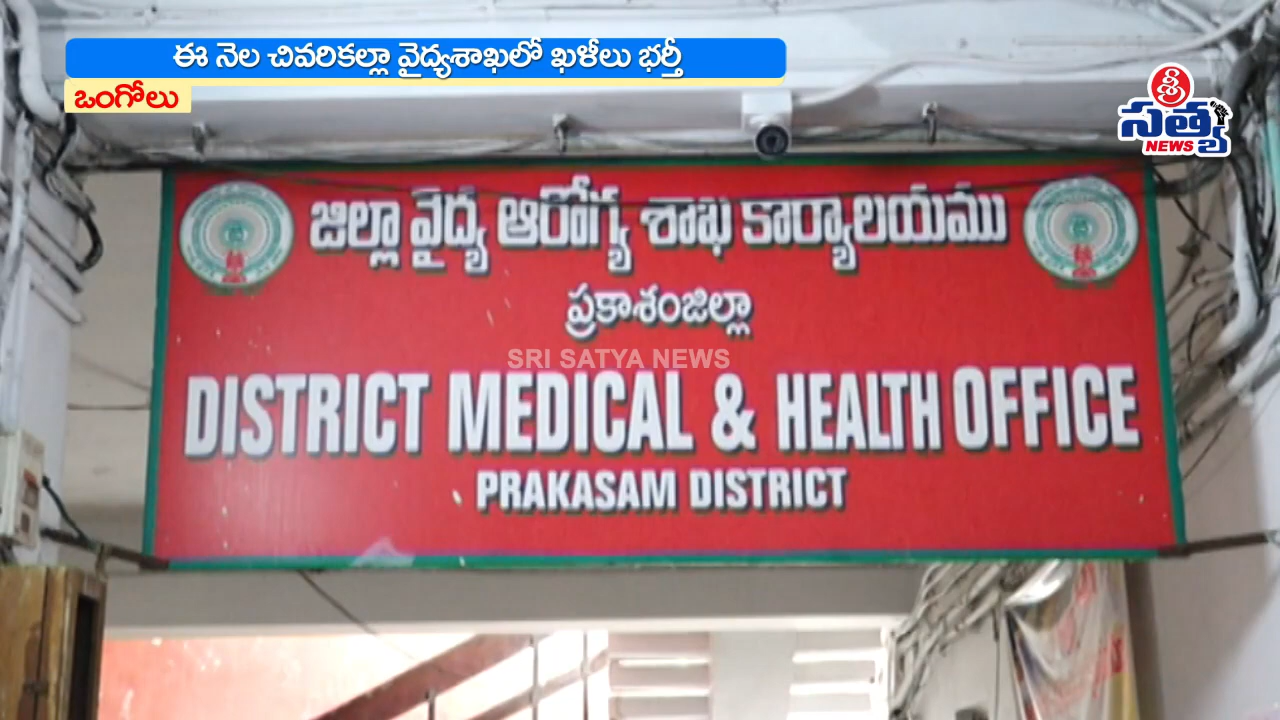 ఈ నెల చివరికల్లా వైద్యశాఖలో ఖళీలు భర్తీ
ఒంగోలు
శ్రీ
సత్య
NEWS
జిల్లా వైద్య ఆరోగ్య శాఖ కార్యాలయము
ప్రకాశంజిల్లా
SRI SATYA NEWS
DISTRICT MEDICAL & HEALTH OFFICE
PRAKASAM DISTRICT